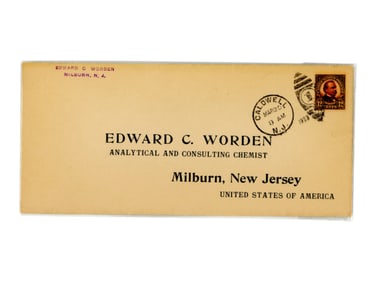 EDWARD C WORDEN
MILBURN, N. J.
CALDWELL
N.J.
EDWARD C. WORDEN
ANALYTICAL AND CONSULTING CHEMIST
Milburn, New Jersey
UNITED STATES OF AMERICA